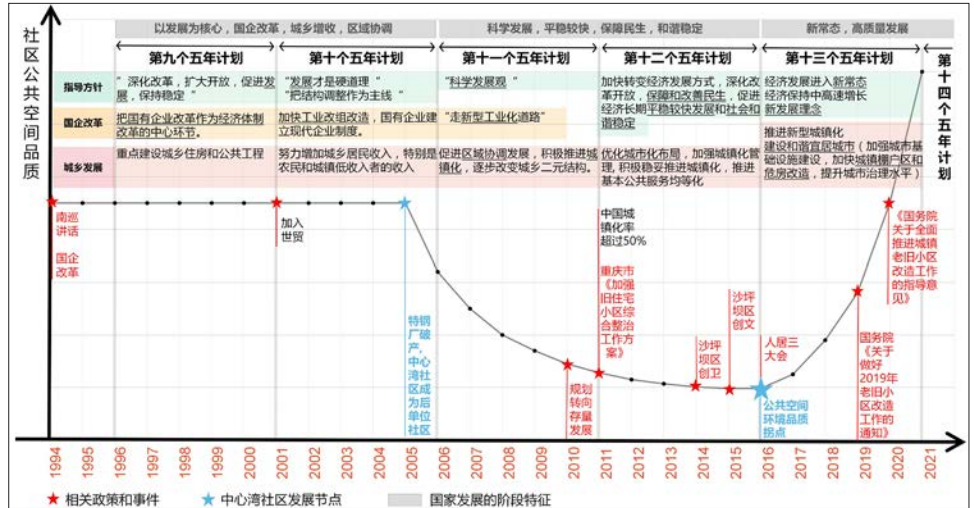 社区公共空间品质
以发展为核心，国企改革，城乡增收，区域协调
科学发展，平稳较快，保障民生，和谐稳定
新常态，高质量发展
第九个五年计划
第十个五年计划
第十一个五年计划
第十二个五年计划
第十三个五年计划
第十四个五年计划
指导方针
＂深化改革，扩大开放，促进发
展，保持稳定＂
“发展才是硬道理＂
“把结构调整作为主线＂
“科学发展观＂
加快转变经济发展方式，深化改
革开放，保障和改善民生，促进
经济长期平稳较快发展和社会和
谐稳定
经济发展进入新常态
经济保持中高速增长
新发展理念
国企改革
把国有企业改革作为经济体制
改革的中心环节。
加快工业改组改造，国有企业建
立现代企业制度。
“走新型工业化道路”
城乡发展
重点建设城乡住房和公共工程
努力增加城乡居民收入，特别是
农民和城镇低收入者的收入
促进区域协调发展，积极推进城
镇化，逐步改变城乡二元结构。
优化城市化布局，加强城镇化管
理，积极稳妥推进城镇化，推进
基本公共服务均等化
推进新型城镇化
建设和谐宜居城市（加强城市基
础设施建设，加快城镇棚户区和
危房改造，提升城市治理水平）
南巡
讲话
国企
改革
加入
世贸
特钢
厂破
产，
中心
湾社
区成
为后
单位
社区
规划
转向
存量
发展
中国城
镇化率
超过50%
重庆市
《加强
旧住宅
小区综
合整治
工作方
案》
沙坪
坝区
创卫
沙坪
坝区
创文
人居三
大会
公共空间
环境品质
拐点
国务院
《关于
做好
2019年
老旧小
区改造
工作的
通知》
《国务院
关于全面
推进城镇
老旧小区
改造工作
的指导意
见》
1994
1995
1996
1997
1998
1999
2000
2001
2002
2003
2004
2005
2006
2007
2008
2009
2010
2011
2012
2013
2014
2015
2016
2017
2018
2019
2020
2021
相关政策和事件
中心湾社区发展节点
国家发展的阶段特征